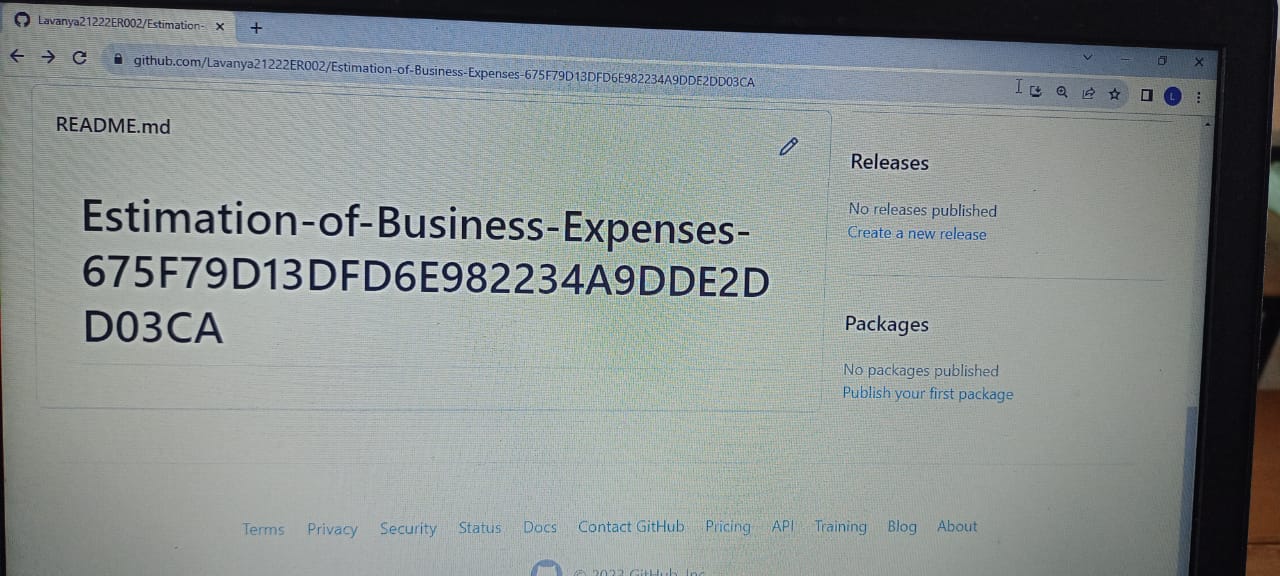 Lavanya21222ER002/Estimation-
github.com/Lavanya21222ER002/Estimation-of-Business-Expenses-675F79D13DFD6E982234A9DDE2DD03CA
L
README.md
Estimation-of-Business-Expenses-
675F79D13DFD6E982234A9DDE2D
D03CA
Releases
No releases published
Create a new release
Packages
No packages published
Publish your first package
Terms Privacy Security Status Docs Contact GitHub Pricing API Training Blog About
© 2023 GitHub, Inc.